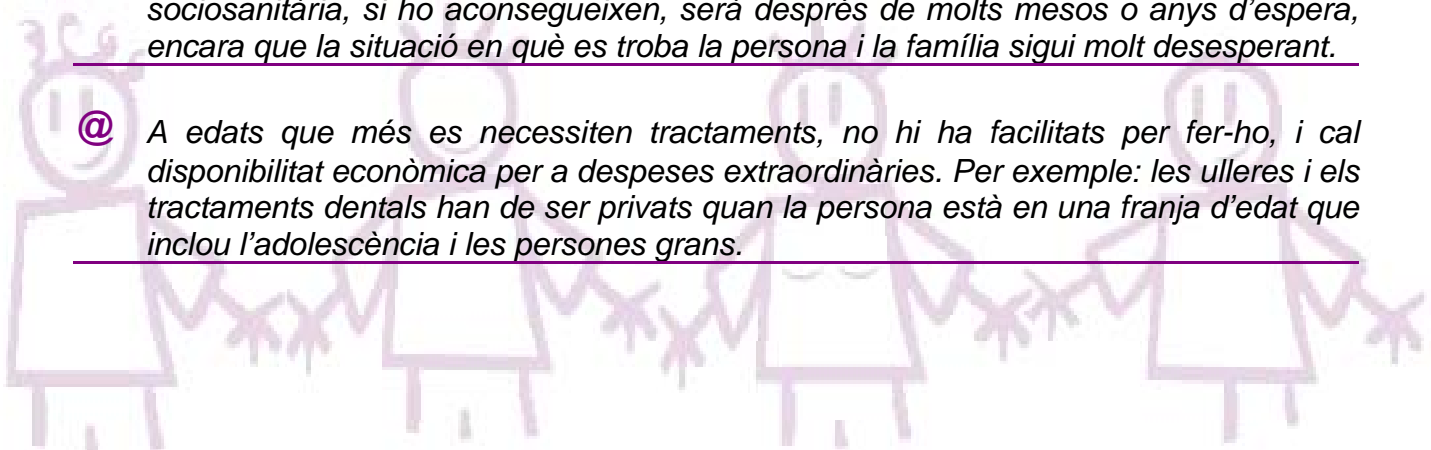 sociosanitària, si ho aconsegueixen, serà desprès de molts mesos o anys d’espera,
encara que la situació en què es troba la persona i la família sigui molt desesperant.
@ A edats que més es necessiten tractaments, no hi ha facilitats per fer-ho, i cal
disponibilitat econòmica per a despeses extraordinàries. Per exemple: les ulleres i els
tractaments dentals han de ser privats quan la persona està en una franja d’edat que
inclou l’adolescència i les persones grans.